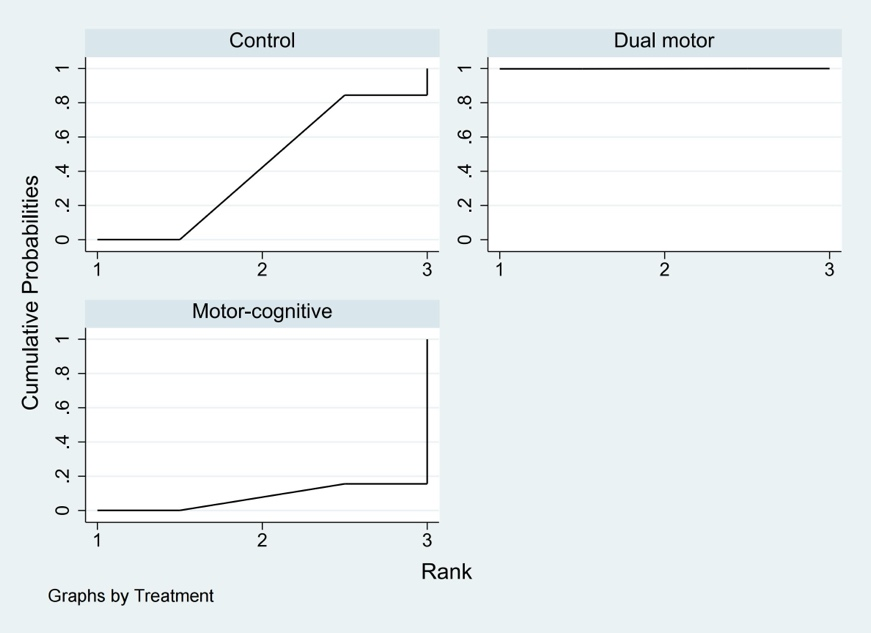 Control
Dual motor
Cumulative Probabilities
1
.8
.6
.4
.2
0
1 2 3
1
.8
.6
.4
.2
0
1 2 3
Motor-cognitive
1
.8
.6
.4
.2
0
1 2 3
Rank
Graphs by Treatment